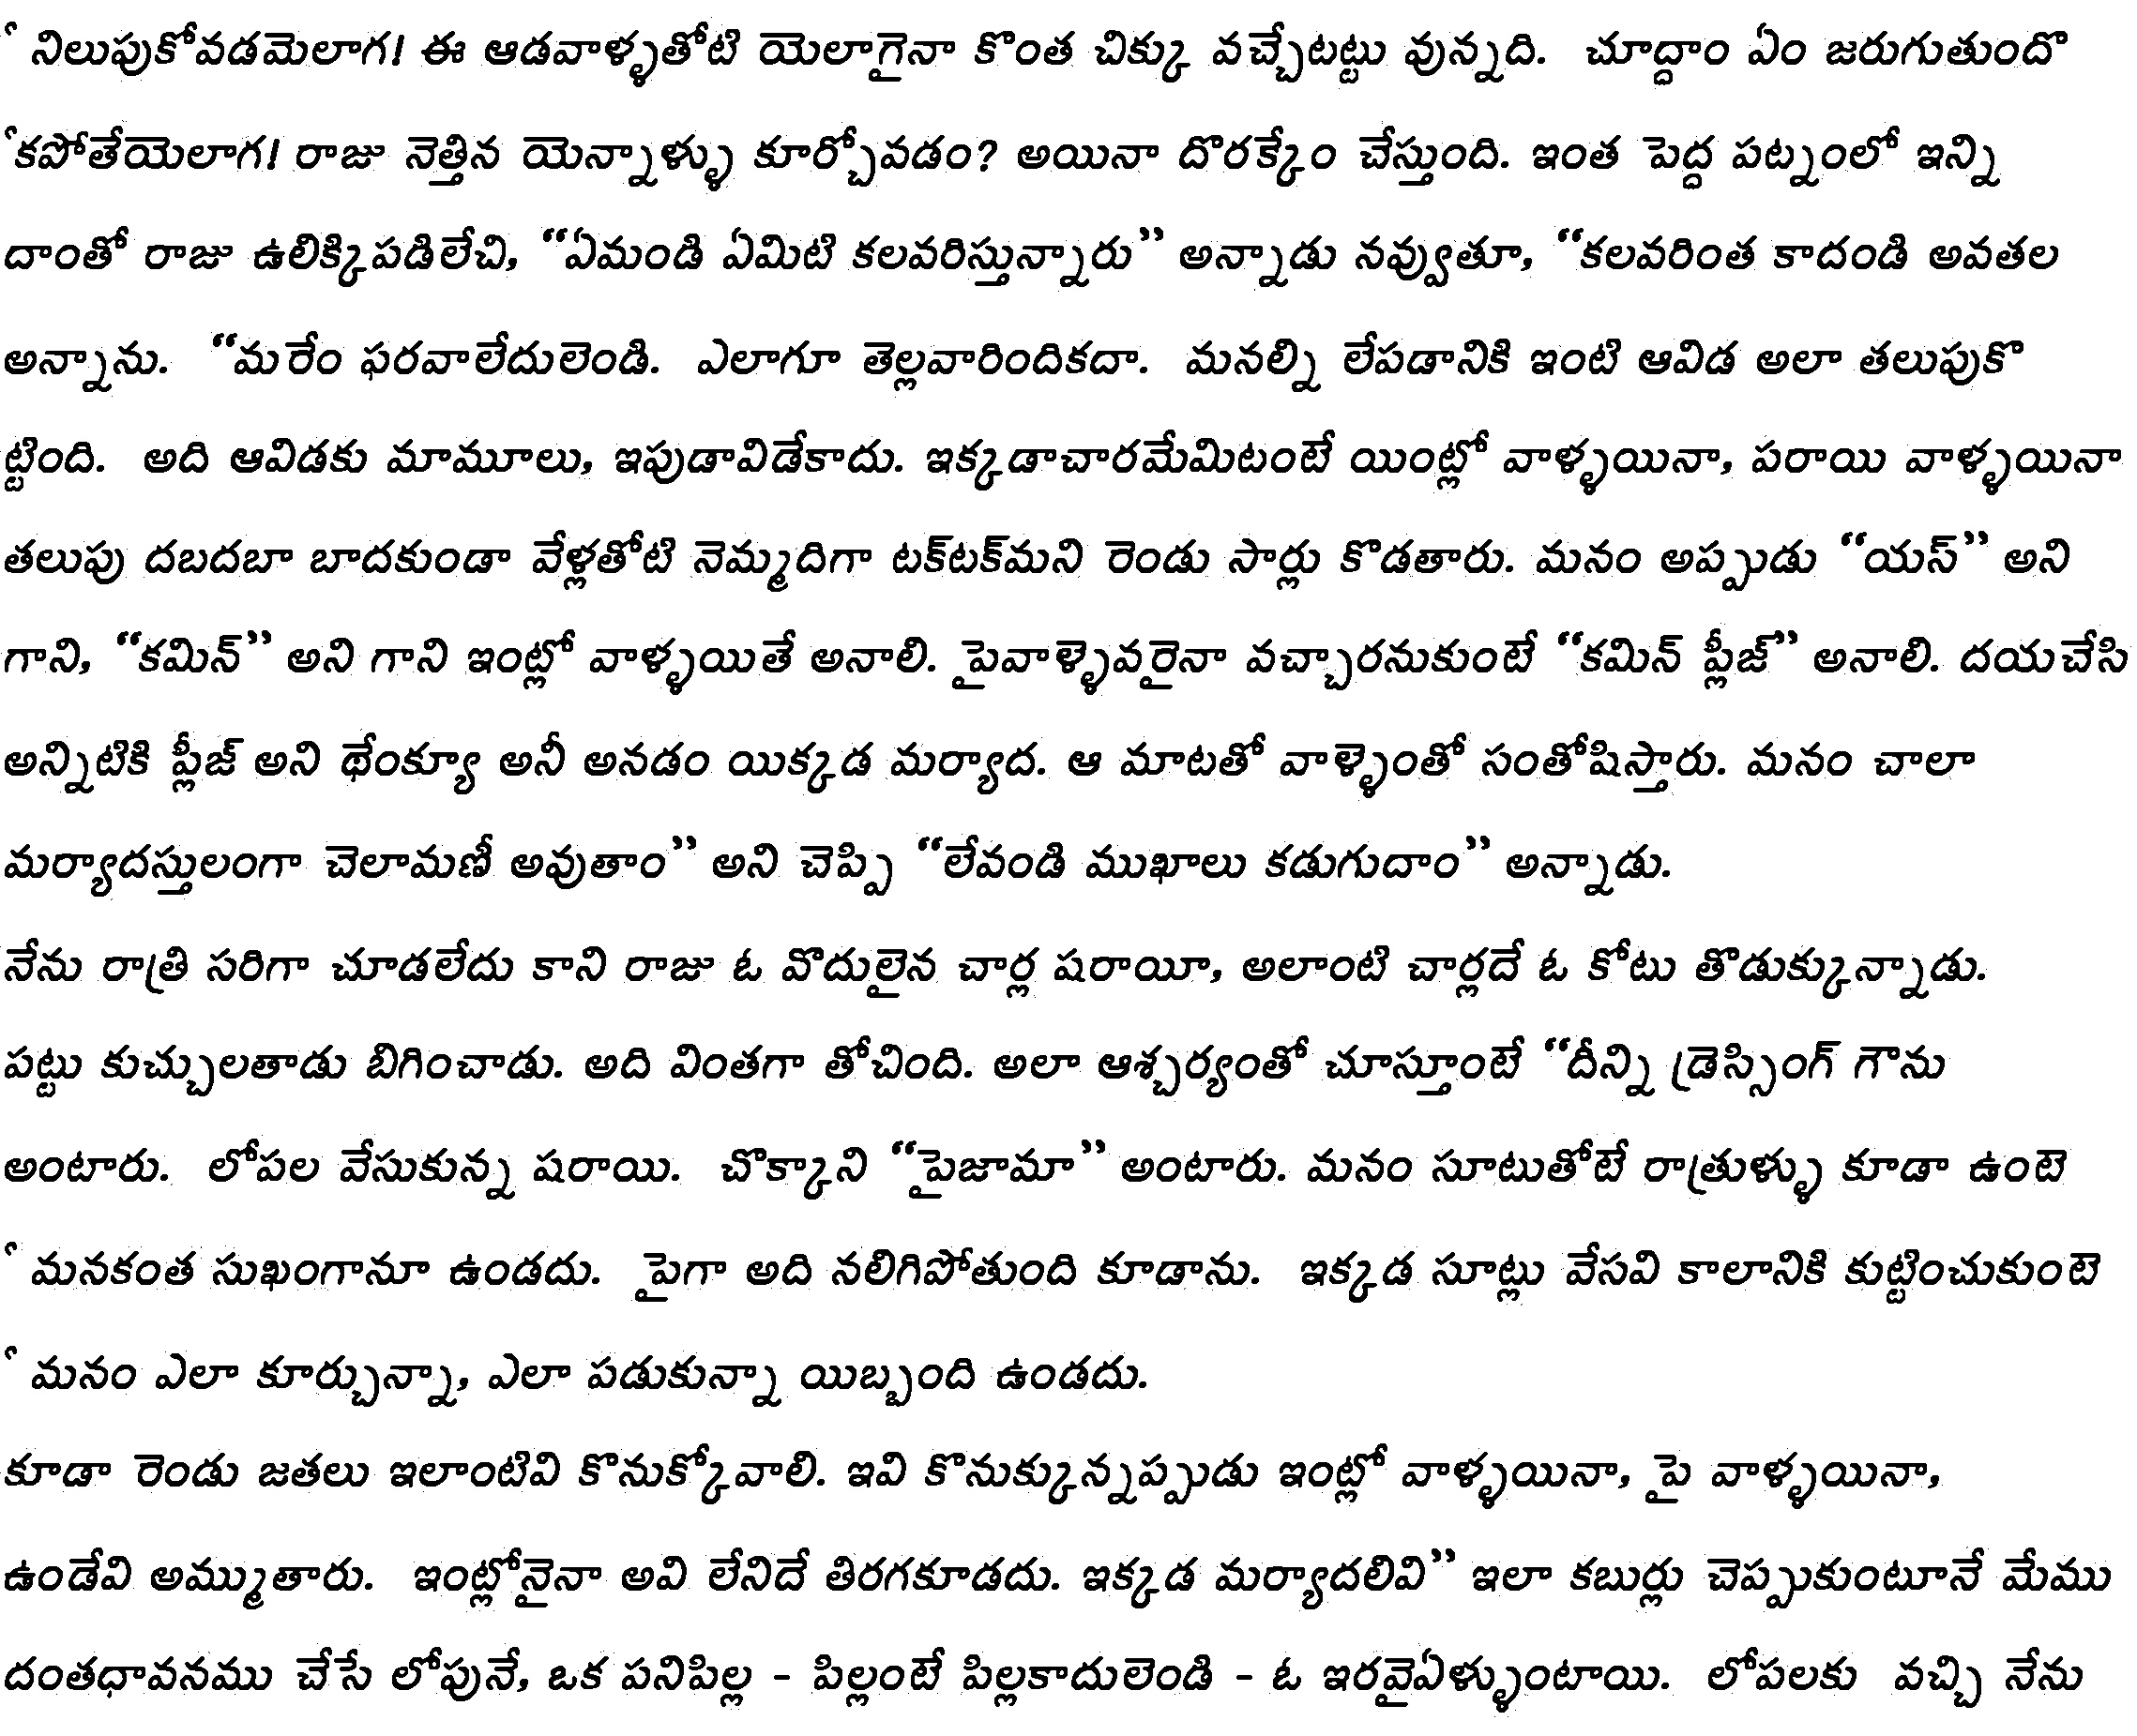 నిలుపుకోవడమెలాగ! ఈ ఆడవాళ్ళతోటి యెలాగైనా కొంత చిక్కు వచ్చేటట్టు వున్నది. చూద్దాం ఏం జరుగుతుందొ
కపోతేయెలాగ! రాజు నెత్తిన యెన్నాళ్ళు కూర్చోవడం? అయినా దొరక్కేం చేస్తుంది. ఇంత పెద్ద పట్నంలో ఇన్ని
దాంతో రాజు ఉలిక్కిపడిలేచి, “ఏమండి ఏమిటి కలవరిస్తున్నారు” అన్నాడు నవ్వుతూ, “కలవరింత కాదండి అవతల
అన్నాను. “మరేం ఫరవాలేదులెండి. ఎలాగూ తెల్లవారిందికదా. మనల్ని లేపడానికి ఇంటి ఆవిడ అలా తలుపుకొ
ట్టింది. అది ఆవిడకు మామూలు, ఇపుడావిడేకాదు. ఇక్కడాచారమేమిటంటే యింట్లో వాళ్ళయినా, పరాయి వాళ్ళయినా
తలుపు దబదబా బాదకుండా వేళ్లతోటి నెమ్మదిగా టక్‌టక్‌మని రెండు సార్లు కొడతారు. మనం అప్పుడు “యస్” అని
గాని, “కమిన్” అని గాని ఇంట్లో వాళ్ళయితే అనాలి. పైవాళ్ళెవరైనా వచ్చారనుకుంటే “కమిన్ ప్లీజ్” అనాలి. దయచేసి
అన్నిటికి ప్లీజ్ అని థేంక్యూ అనీ అనడం యిక్కడ మర్యాద. ఆ మాటతో వాళ్ళెంతో సంతోషిస్తారు. మనం చాలా
మర్యాదస్తులంగా చెలామణీ అవుతాం” అని చెప్పి “లేవండి ముఖాలు కడుగుదాం” అన్నాడు.
నేను రాత్రి సరిగా చూడలేదు కాని రాజు ఓ వొదులైన చార్ల షరాయీ, అలాంటి చార్లదే ఓ కోటు తొడుక్కున్నాడు.
పట్టు కుచ్చులతాడు బిగించాడు. అది వింతగా తోచింది. అలా ఆశ్చర్యంతో చూస్తూంటే “దీన్ని డ్రెస్సింగ్ గౌను
అంటారు. లోపల వేసుకున్న షరాయి. చొక్కాని “పైజామా” అంటారు. మనం సూటుతోటే రాత్రుళ్ళు కూడా ఉంటె
మనకంత సుఖంగానూ ఉండదు. పైగా అది నలిగిపోతుంది కూడాను. ఇక్కడ సూట్లు వేసవి కాలానికి కుట్టించుకుంటె
మనం ఎలా కూర్చున్నా, ఎలా పడుకున్నా యిబ్బంది ఉండదు.
కూడా రెండు జతలు ఇలాంటివి కొనుక్కోవాలి. ఇవి కొనుక్కున్నప్పుడు ఇంట్లో వాళ్ళయినా, పై వాళ్ళయినా,
ఉండేవి అమ్ముతారు. ఇంట్లోనైనా అవి లేనిదే తిరగకూడదు. ఇక్కడ మర్యాదలివి” ఇలా కబుర్లు చెప్పుకుంటూనే మేము
దంతధావనము చేసే లోపునే, ఒక పనిపిల్ల - పిల్లంటే పిల్లకాదులెండి - ఓ ఇరవైఏళ్ళుంటాయి. లోపలకు వచ్చి నేను